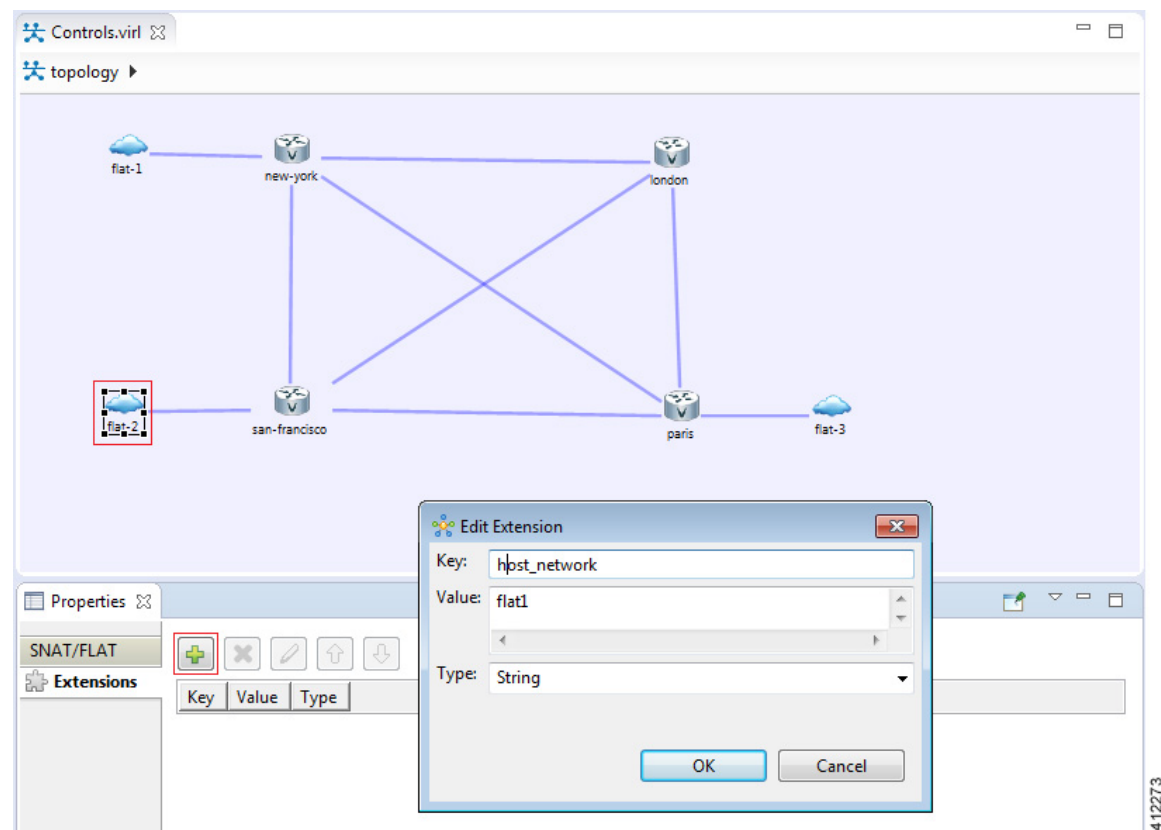 Controls.virl
topology
flat-1
new-york
london
flat-2
san-francisco
paris
flat-3
Edit Extension
Key: host_network
Value: flat1
Type: String
OK Cancel
Properties
SNAT/FLAT
Extensions
Key Value Type
412273